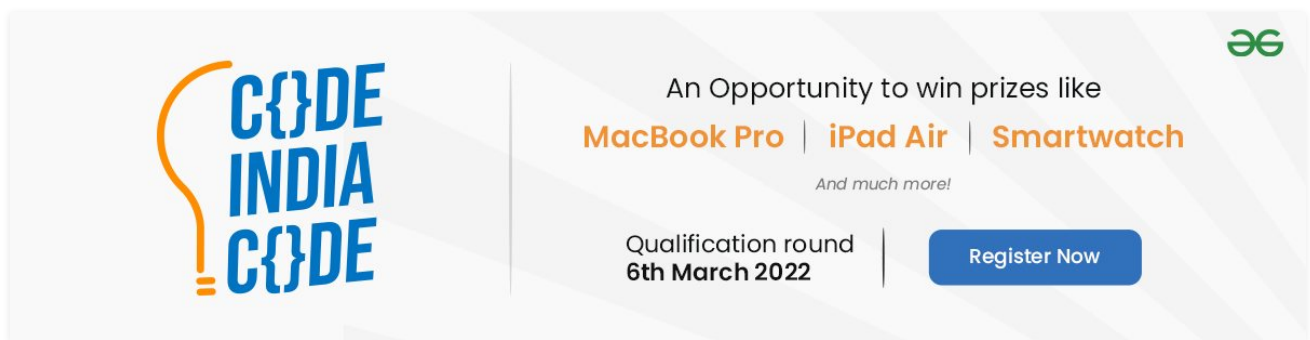 C{}DE
INDIA
C{}DE
An Opportunity to win prizes like
MacBook Pro | iPad Air | Smartwatch
And much more!
Qualification round
6th March 2022
Register Now